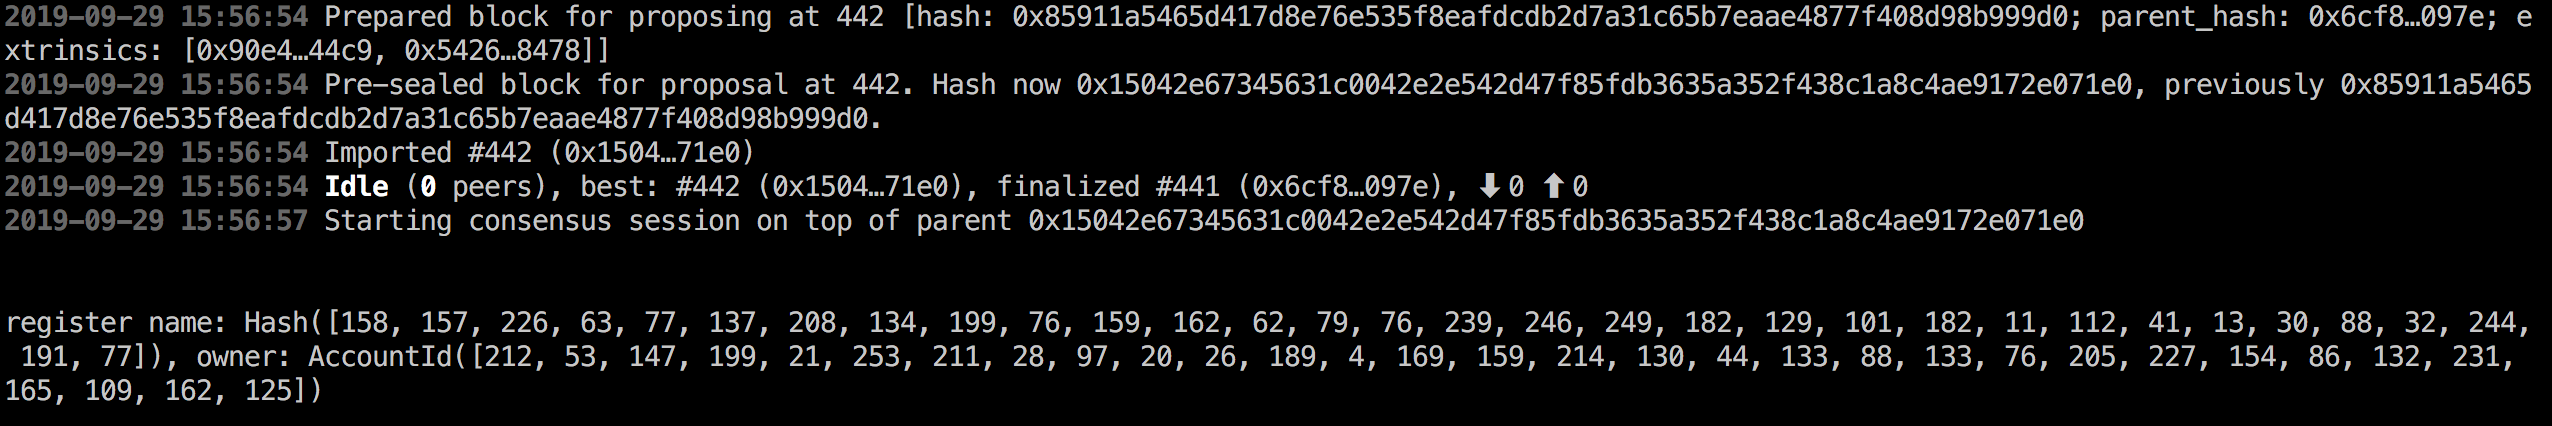 2019-09-29 15:56:54 Prepared block for proposing at 442 [hash: 0x85911a5465d417d8e76e535f8eafdcdb2d7a31c65b7eaae4877f408d98b999d0; parent_hash: 0x6cf8…097e; e
xtrinsics: [0x90e4…44c9, 0x5426…8478]]
2019-09-29 15:56:54 Pre-sealed block for proposal at 442. Hash now 0x15042e67345631c0042e2e542d47f85fdb3635a352f438c1a8c4ae9172e071e0, previously 0x85911a5465
d417d8e76e535f8eafdcdb2d7a31c65b7eaae4877f408d98b999d0.
2019-09-29 15:56:54 Imported #442 (0x1504…71e0)
2019-09-29 15:56:54 Idle (0 peers), best: #442 (0x1504…71e0), finalized #441 (0x6cf8…097e), ⬇ 0 ⬆ 0
2019-09-29 15:56:57 Starting consensus session on top of parent 0x15042e67345631c0042e2e542d47f85fdb3635a352f438c1a8c4ae9172e071e0
register name: Hash([158, 157, 226, 63, 77, 137, 208, 134, 199, 76, 159, 162, 62, 79, 76, 239, 246, 249, 182, 129, 101, 182, 11, 112, 41, 13, 30, 88, 32, 244,
191, 77]), owner: AccountId([212, 53, 147, 199, 21, 253, 211, 28, 97, 20, 26, 189, 4, 169, 159, 214, 130, 44, 133, 88, 133, 76, 205, 227, 154, 86, 132, 231,
165, 109, 162, 125])